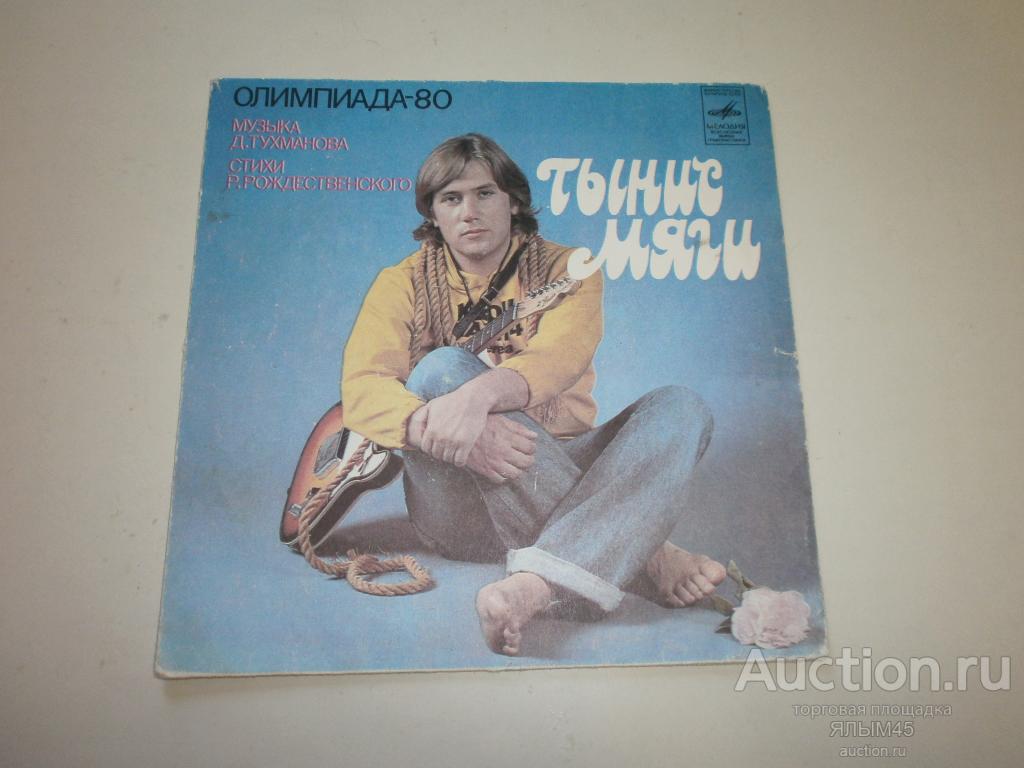 ОЛИМПИАДА-80
МУЗЫКА
Д.ТУХМАНОВА
СТИХИ
Р.РОЖДЕСТВЕНСКОГО
Тынис
Мяги
МЕЛОДИЯ
Auction.ru
торговая площадка
ЯЛЫМ45
auction.ru